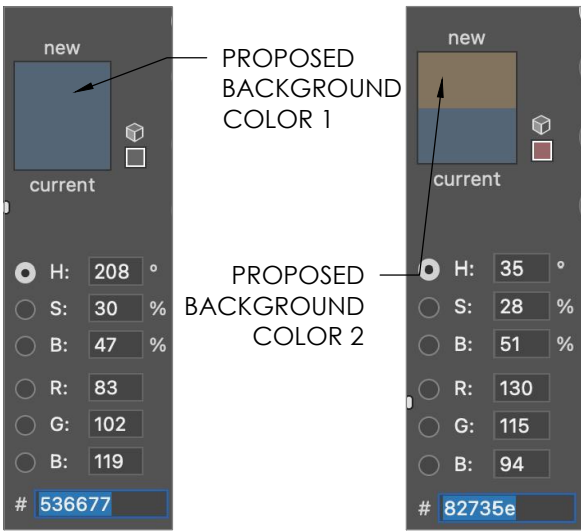 new
current
H: 208 °
S: 30 %
B: 47 %
R: 83
G: 102
B: 119
# 536677
PROPOSED
BACKGROUND
COLOR 1
PROPOSED
BACKGROUND
COLOR 2
new
current
H: 35 °
S: 28 %
B: 51 %
R: 130
G: 115
B: 94
# 82735e